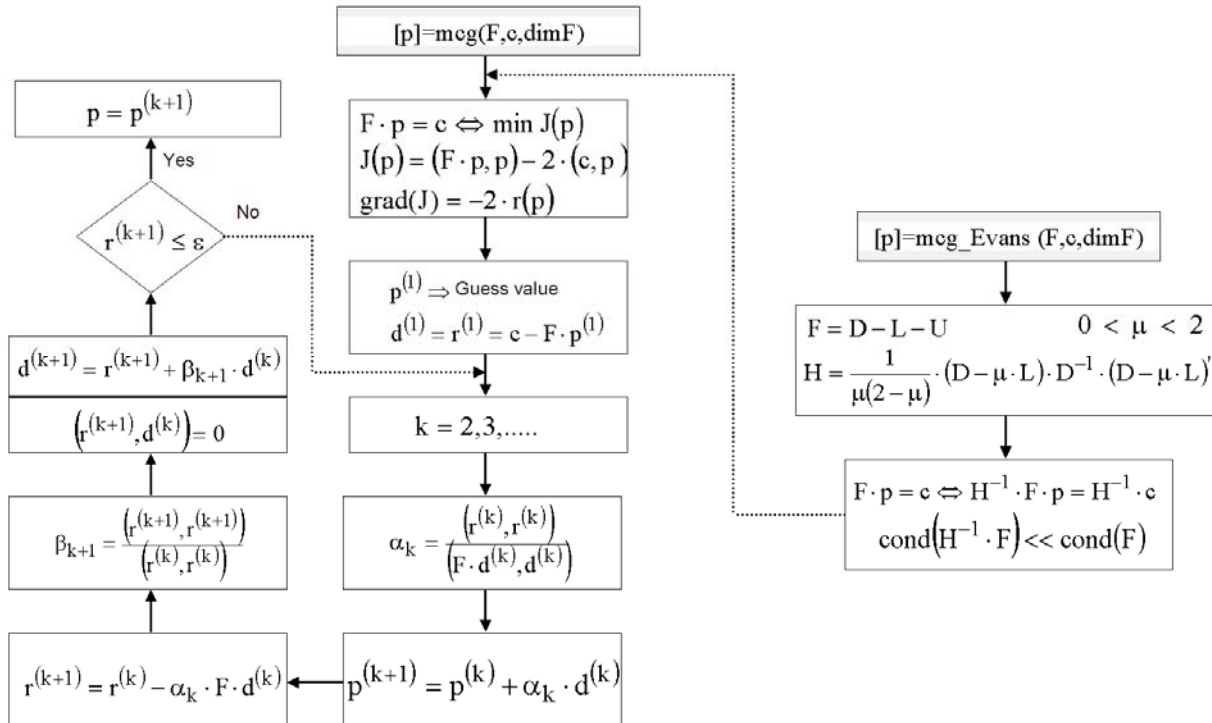 [p]=mcg(F,c,dimF)
F · p = c ⇔ min J(p)
J(p) = (F · p, p) − 2 · (c, p)
grad(J) = −2 · r(p)
p^(1) ⇒ Guess value
d^(1) = r^(1) = c − F · p^(1)
k = 2,3,.....
α_k = (r^(k), r^(k)) / (F · d^(k), d^(k))
p^(k+1) = p^(k) + α_k · d^(k)
r^(k+1) = r^(k) − α_k · F · d^(k)
β_k+1 = (r^(k+1), r^(k+1)) / (r^(k), r^(k))
(r^(k+1), d^(k)) = 0
d^(k+1) = r^(k+1) + β_k+1 · d^(k)
r^(k+1) ≤ ε
No
Yes
p = p^(k+1)
[p]=mcg_Evans (F,c,dimF)
F = D − L − U 0 < μ < 2
H = 1 / μ(2 − μ) · (D − μ · L) · D^−1 · (D − μ · L)'
F · p = c ⇔ H^−1 · F · p = H^−1 · c
cond(H^−1 · F) << cond(F)